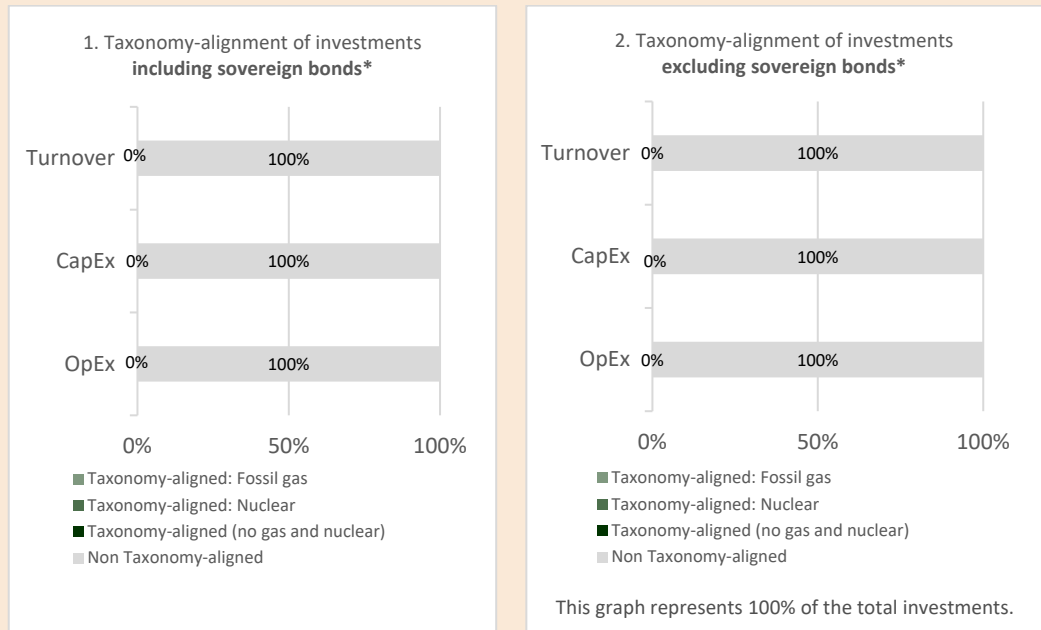 1. Taxonomy-alignment of investments
including sovereign bonds*
Turnover 0% 100%
CapEx 0% 100%
OpEx 0% 100%
0% 50% 100%
Taxonomy-aligned: Fossil gas
Taxonomy-aligned: Nuclear
Taxonomy-aligned (no gas and nuclear)
Non Taxonomy-aligned
2. Taxonomy-alignment of investments
excluding sovereign bonds*
Turnover 0% 100%
CapEx 0% 100%
OpEx 0% 100%
0% 50% 100%
Taxonomy-aligned: Fossil gas
Taxonomy-aligned: Nuclear
Taxonomy-aligned (no gas and nuclear)
Non Taxonomy-aligned
This graph represents 100% of the total investments.